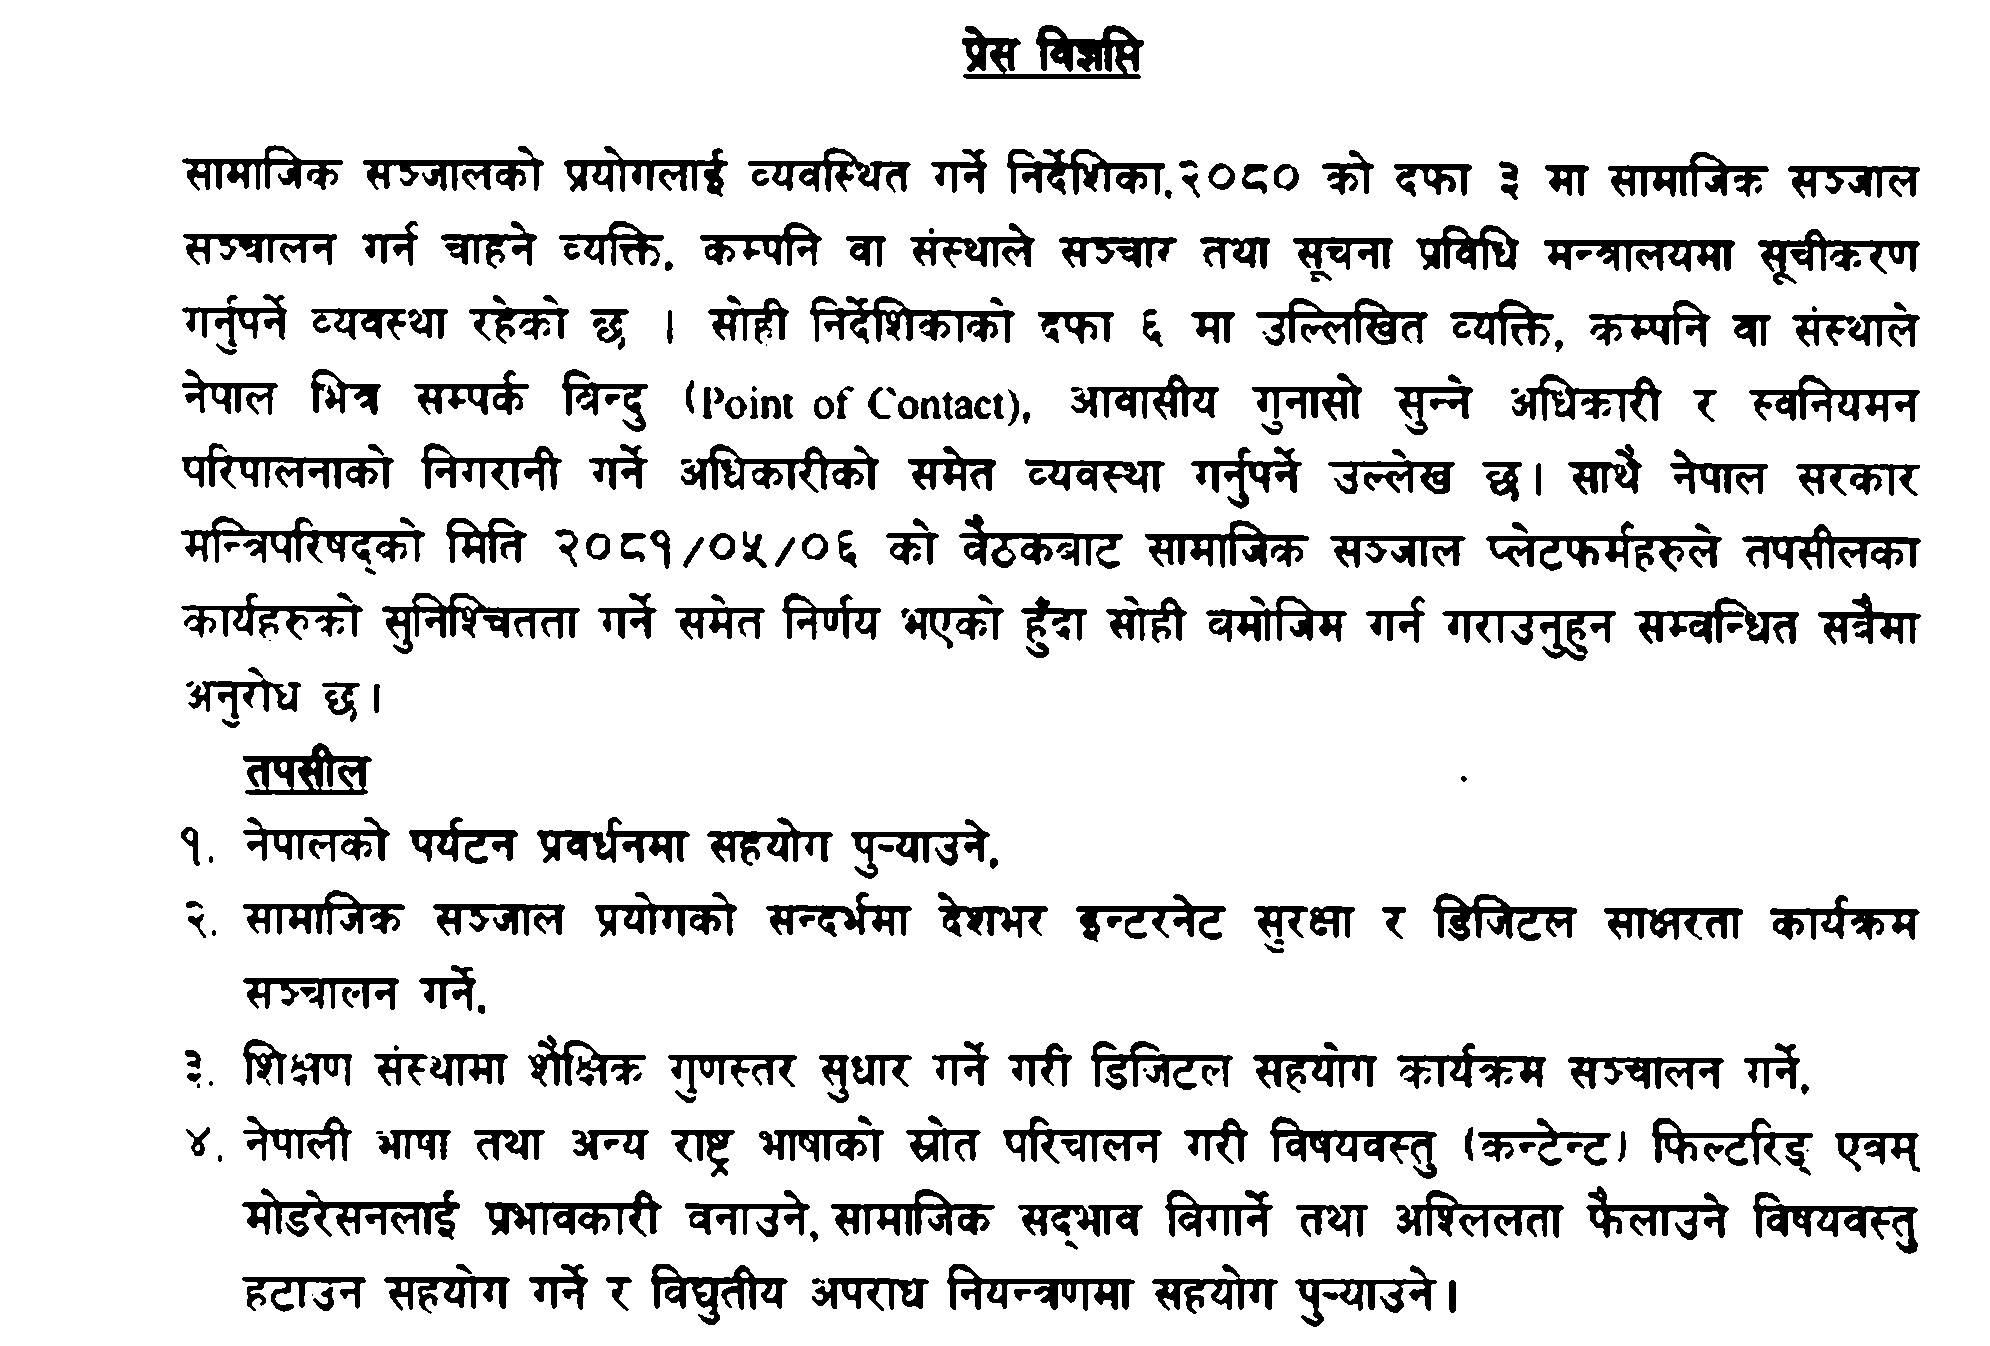 प्रेस विज्ञप्ति
सामाजिक सञ्जालको प्रयोगलाई व्यवस्थित गर्ने निर्देशिका,२०८० को दफा ३ मा सामाजिक सञ्जाल
सञ्चालन गर्न चाहने व्यक्ति, कम्पनि वा संस्थाले सञ्चार तथा सूचना प्रविधि मन्त्रालयमा सूचीकरण
गर्नुपर्ने व्यवस्था रहेको छ । सोही निर्देशिकाको दफा ६ मा उल्लिखित व्यक्ति, कम्पनि वा संस्थाले
नेपाल भित्र सम्पर्क बिन्दु (Point of Contact), आवासीय गुनासो सुन्ने अधिकारी र स्वनियमन
परिपालनाको निगरानी गर्ने अधिकारीको समेत व्यवस्था गर्नुपर्ने उल्लेख छ। साथै नेपाल सरकार
मन्त्रिपरिषद्को मिति २०८१/०५/०६ को बैठकबाट सामाजिक सञ्जाल प्लेटफर्महरुले तपसीलका
कार्यहरुको सुनिश्चितता गर्ने समेत निर्णय भएको हुँदा सोही बमोजिम गर्न गराउनुहुन सम्बन्धित सबैमा
अनुरोध छ।
तपसील
१. नेपालको पर्यटन प्रवर्धनमा सहयोग पुर्‍याउने,
२. सामाजिक सञ्जाल प्रयोगको सन्दर्भमा देशभर इन्टरनेट सुरक्षा र डिजिटल साक्षरता कार्यक्रम
सञ्चालन गर्ने,
३. शिक्षण संस्थामा शैक्षिक गुणस्तर सुधार गर्ने गरी डिजिटल सहयोग कार्यक्रम सञ्चालन गर्ने,
४. नेपाली भाषा तथा अन्य राष्ट्र भाषाको स्रोत परिचालन गरी विषयवस्तु (कन्टेन्ट) फिल्टरिङ् एवम्
मोडरेसनलाई प्रभावकारी बनाउने, सामाजिक सद्‌भाव बिगार्ने तथा अश्लिलता फैलाउने विषयवस्तु
हटाउन सहयोग गर्ने र विद्युतीय अपराध नियन्त्रणमा सहयोग पुर्‍याउने।